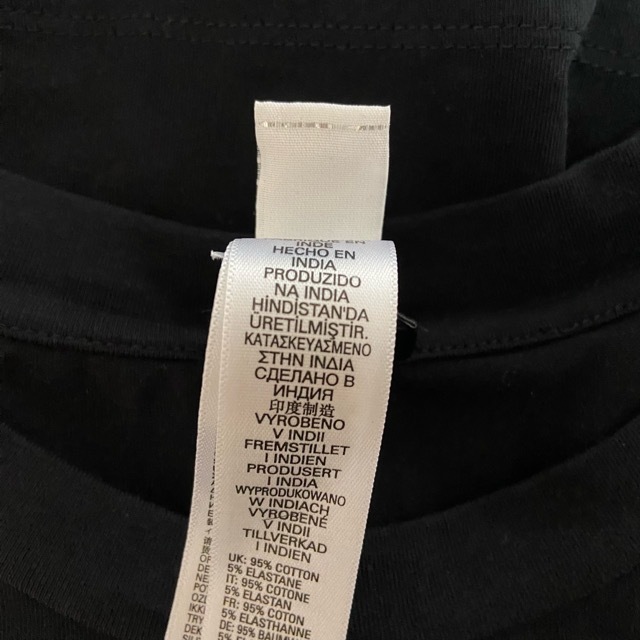 INDE
HECHO EN
INDIA
PRODUZIDO
NA INDIA
HİNDİSTAN'DA
ÜRETİLMİŞTİR.
ΚΑΤΑΣΚΕΥΑΣΜΕΝΟ
ΣΤΗΝ ΙΝΔΙΑ
СДЕЛАНО В
ИНДИЯ
印度制造
VYROBENO
V INDII
FREMSTILLET
I INDIEN
PRODUSERT
I INDIA
WYPRODUKOWANO
W INDIACH
VYROBENÉ
V INDII
TILLVERKAD
I INDIEN
UK: 95% COTTON
5% ELASTANE
IT: 95% COTONE
5% ELASTAN
FR: 95% COTON
5% ELASTHANNE
DE: 95% BAUMW